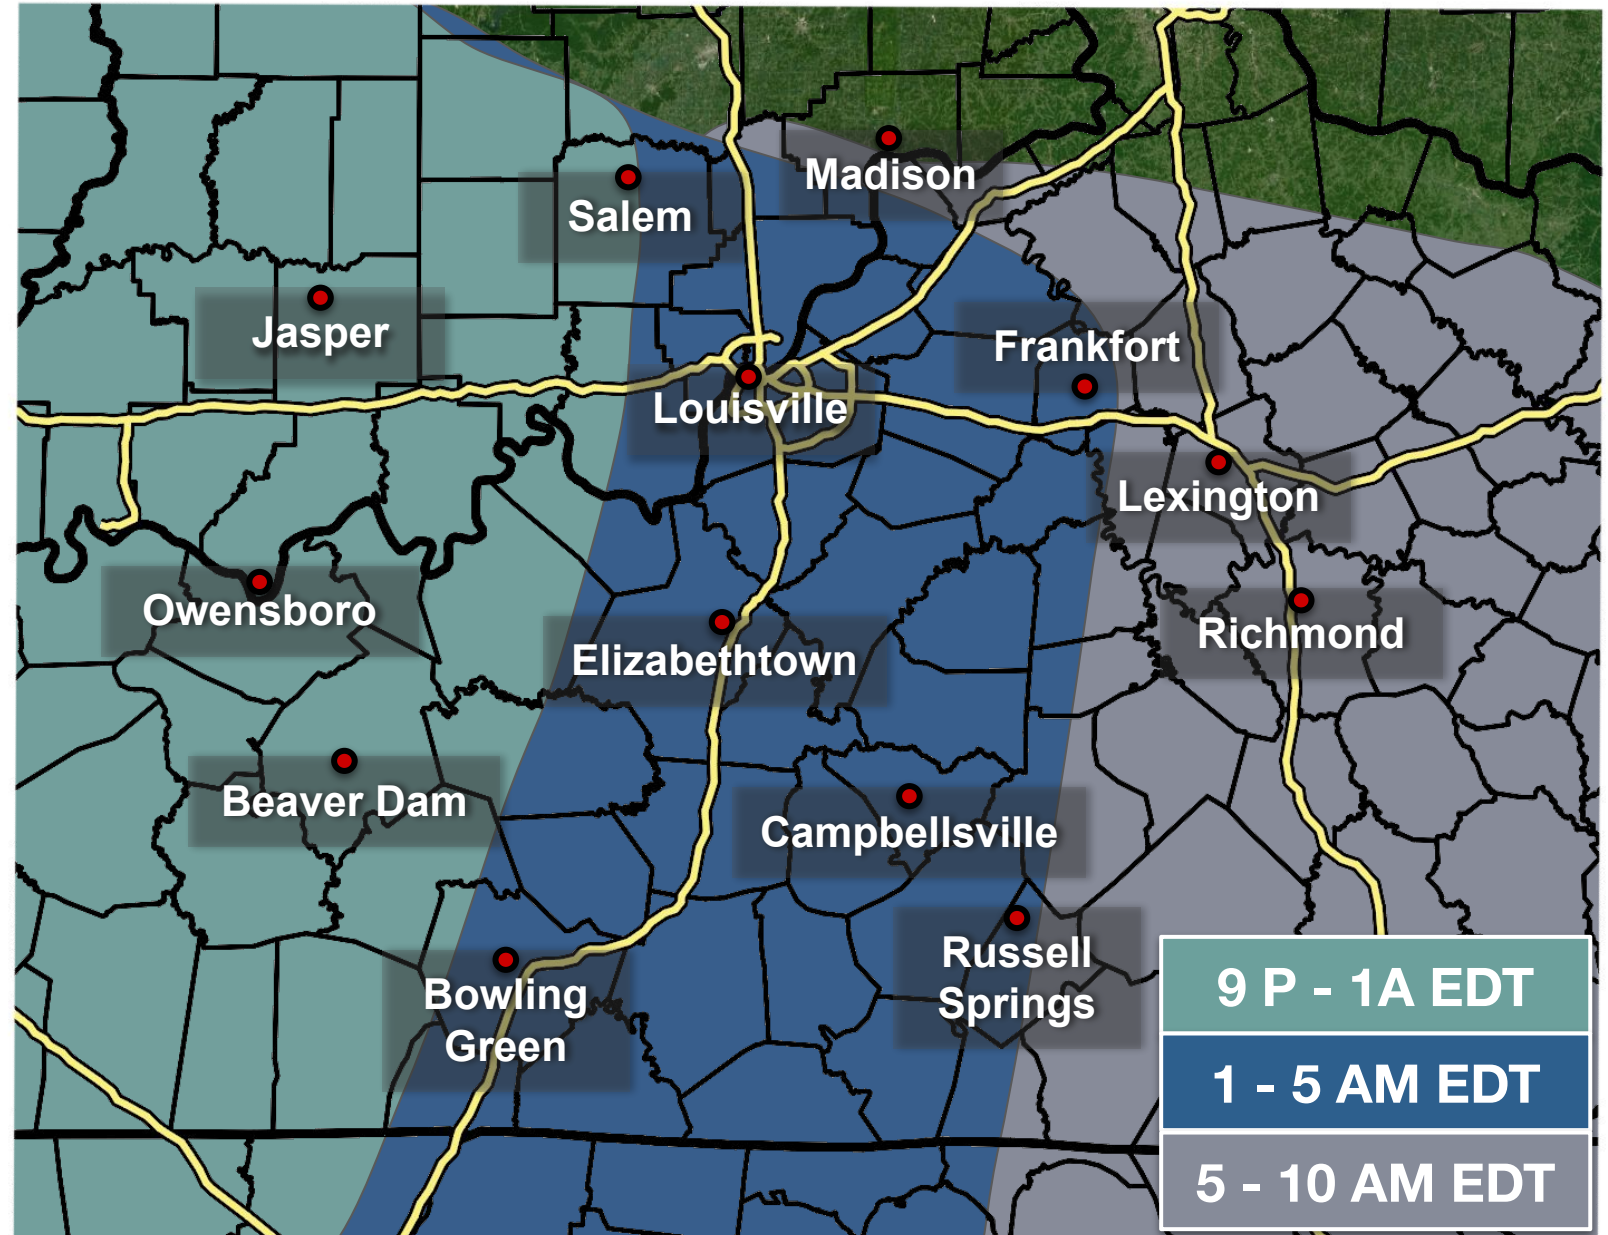 Madison
Salem
Jasper
Frankfort
Louisville
Lexington
Owensboro
Richmond
Elizabethtown
Beaver Dam
Campbellsville
Russell
Springs
Bowling
Green
9 P - 1A EDT
1 - 5 AM EDT
5 - 10 AM EDT